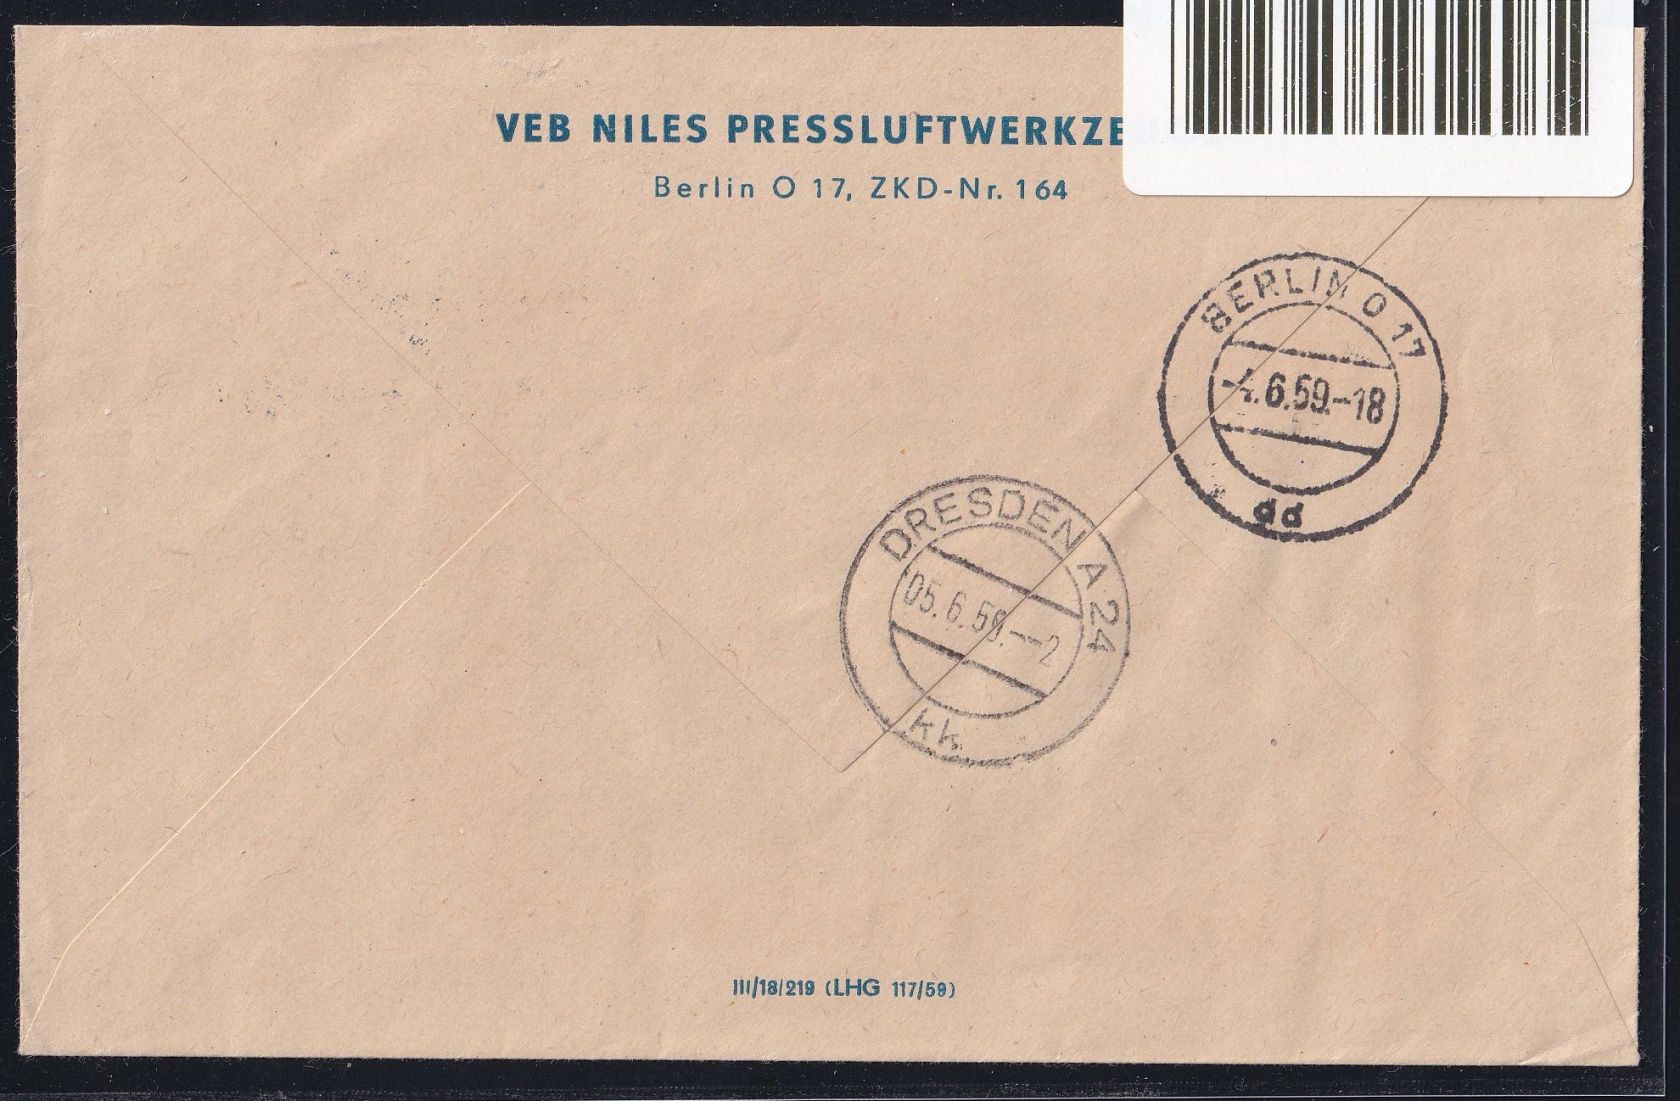 VEB NILES PRESSLUFTWERKZE
Berlin O 17, ZKD-Nr. 164
BERLIN O 17
-4.6.59.-18
dd
DRESDEN A 24
05.6.59.--2
kk
III/18/219 (LHG 117/59)